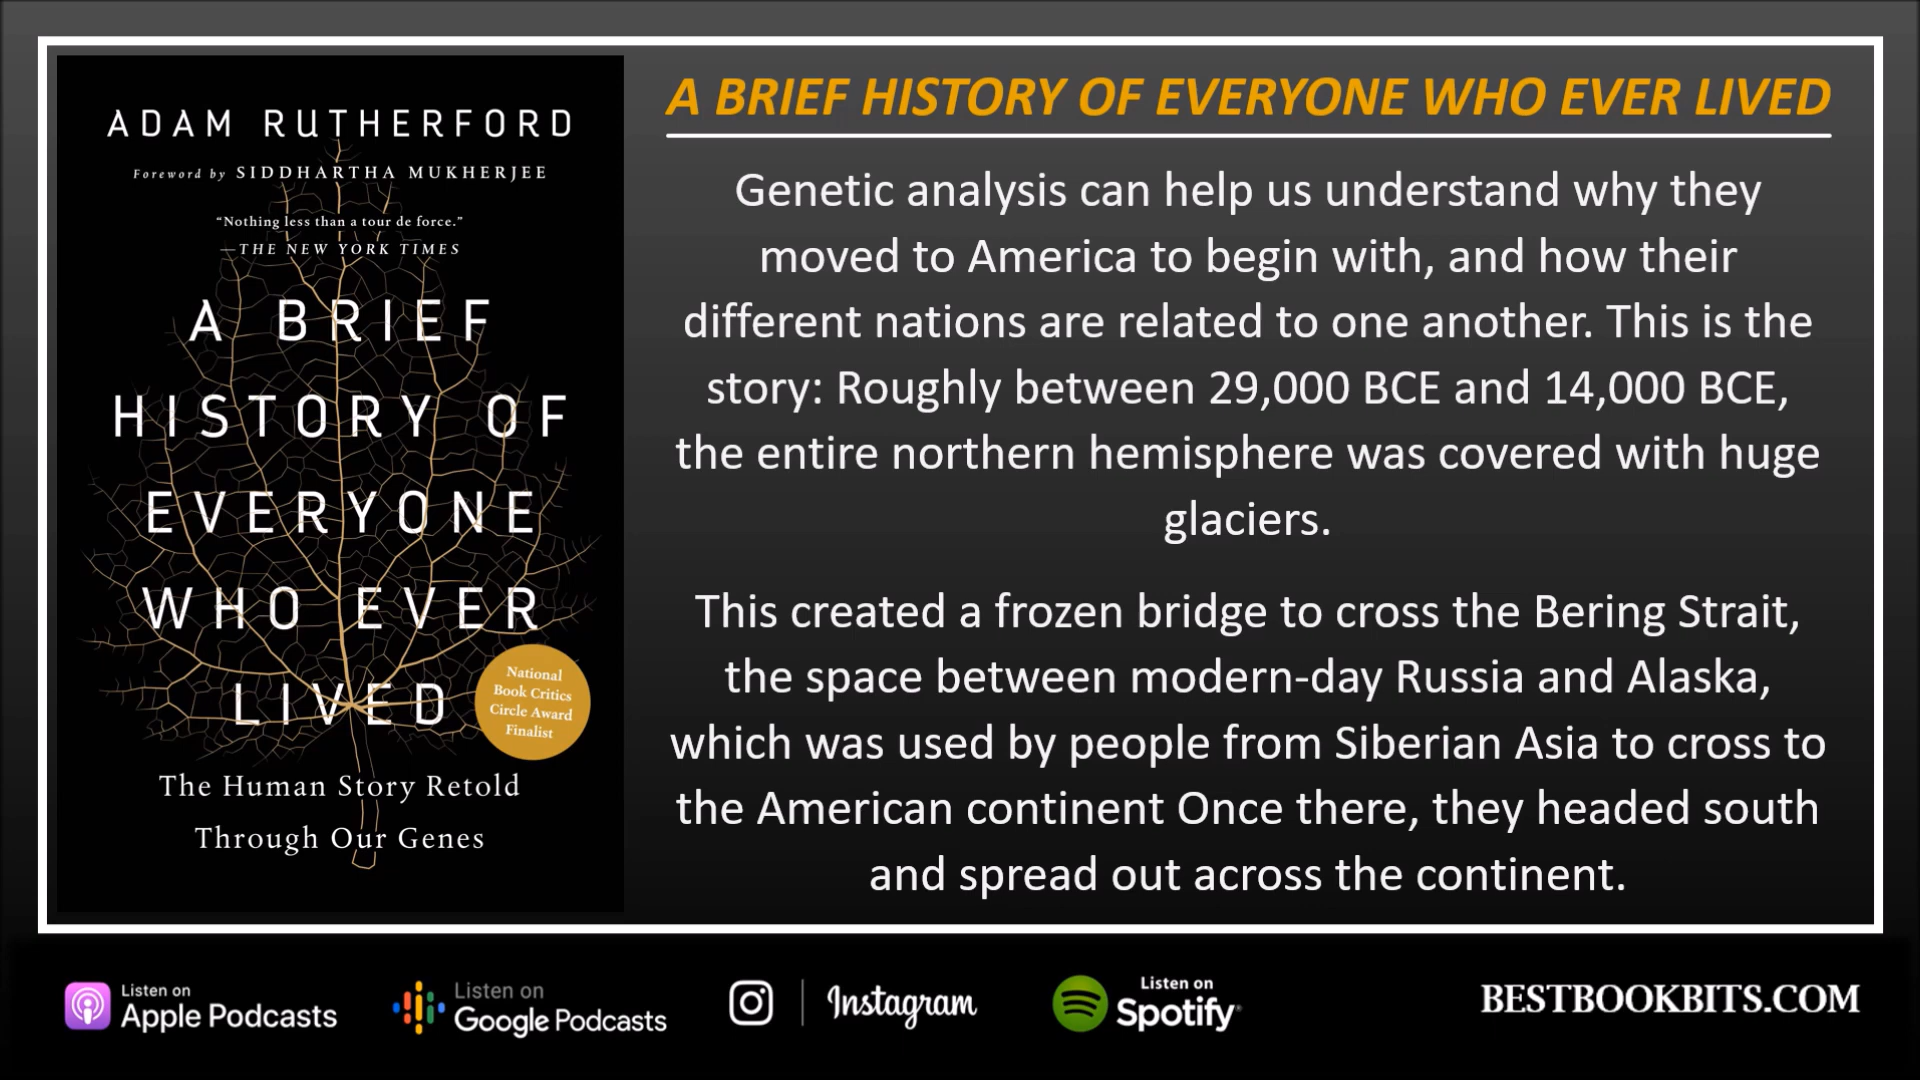 ADAM RUTHERFORD
Foreword by SIDDHARTHA MUKHERJEE
“Nothing less than a tour de force.”
—THE NEW YORK TIMES
A BRIEF
HISTORY OF
EVERYONE
WHO EVER
LIVED
National
Book Critics
Circle Award
Finalist
The Human Story Retold
Through Our Genes
A BRIEF HISTORY OF EVERYONE WHO EVER LIVED
Genetic analysis can help us understand why they
moved to America to begin with, and how their
different nations are related to one another. This is the
story: Roughly between 29,000 BCE and 14,000 BCE,
the entire northern hemisphere was covered with huge
glaciers.
This created a frozen bridge to cross the Bering Strait,
the space between modern-day Russia and Alaska,
which was used by people from Siberian Asia to cross to
the American continent Once there, they headed south
and spread out across the continent.
Listen on
Apple Podcasts
Listen on
Google Podcasts
Instagram
Listen on
Spotify
BESTBOOKBITS.COM